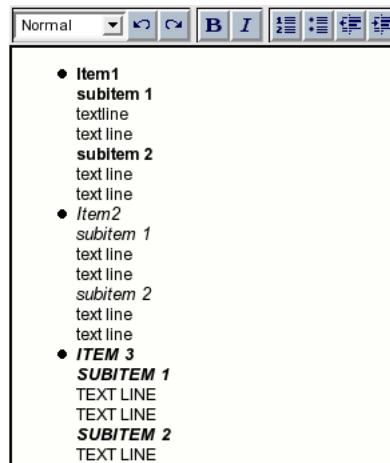 Normal B I
Item1
subitem 1
textline
text line
subitem 2
text line
text line
Item2
subitem 1
text line
text line
subitem 2
text line
text line
ITEM 3
SUBITEM 1
TEXT LINE
TEXT LINE
SUBITEM 2
TEXT LINE